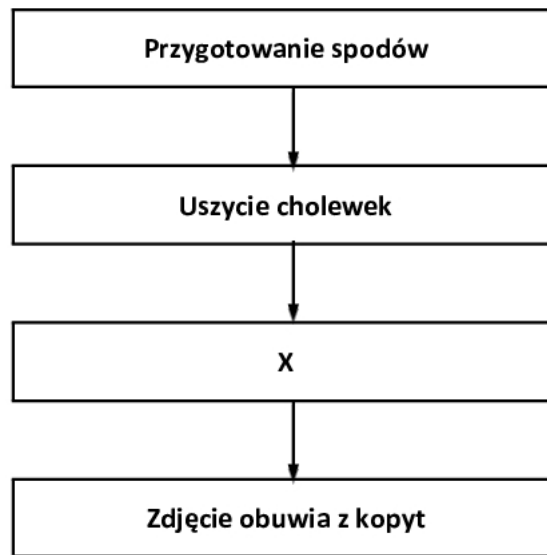 Przygotowanie spodów
Uszycie cholewek
X
Zdjęcie obuwia z kopyt